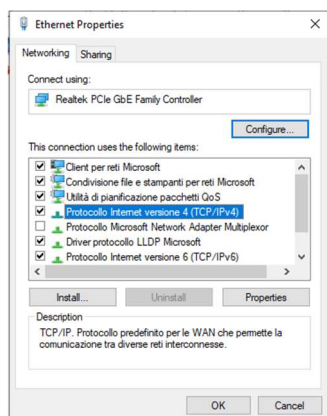 Ethernet Properties
Networking Sharing
Connect using:
Realtek PCIe GbE Family Controller
Configure...
This connection uses the following items:
Client per reti Microsoft
Condivisione file e stampanti per reti Microsoft
Utilità di pianificazione pacchetti QoS
Protocollo Internet versione 4 (TCP/IPv4)
Protocollo Microsoft Network Adapter Multiplexor
Driver protocollo LLDP Microsoft
Protocollo Internet versione 6 (TCP/IPv6)
Install... Uninstall Properties
Description
TCP/IP. Protocollo predefinito per le WAN che permette la
comunicazione tra diverse reti interconnesse.
OK Cancel